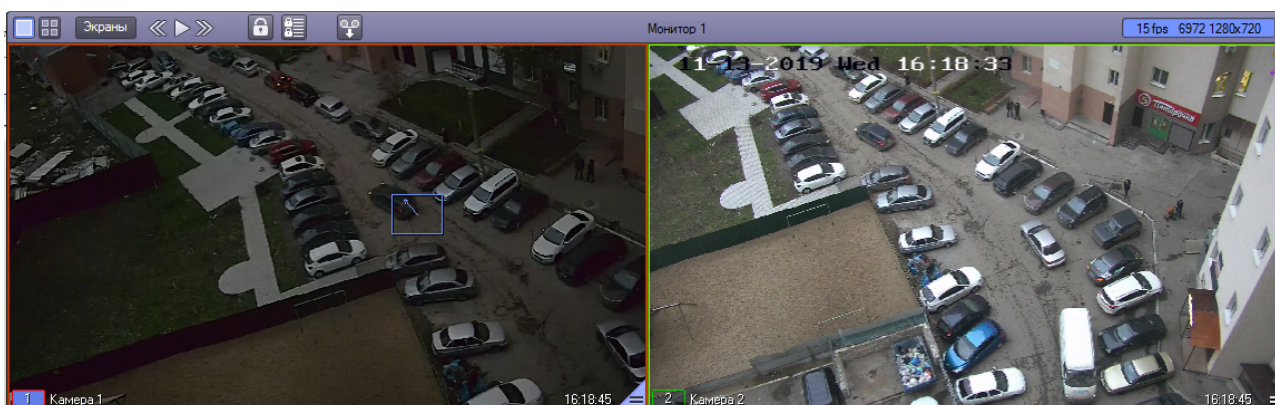 Экраны
Монитор 1
15 fps 6972 1280x720
11-13-2019 Wed 16:18:33
1 Камера 1 16:18:45
2 Камера 2 16:18:45